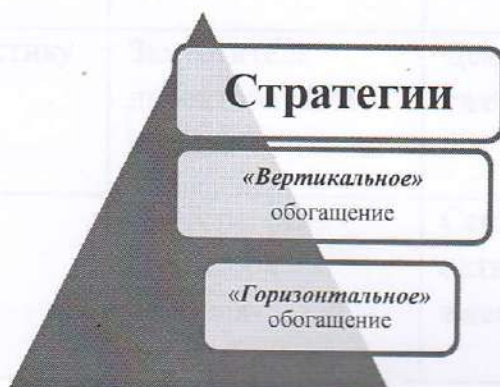 Стратегии
«Вертикальное»
обогащение
«Горизонтальное»
обогащение